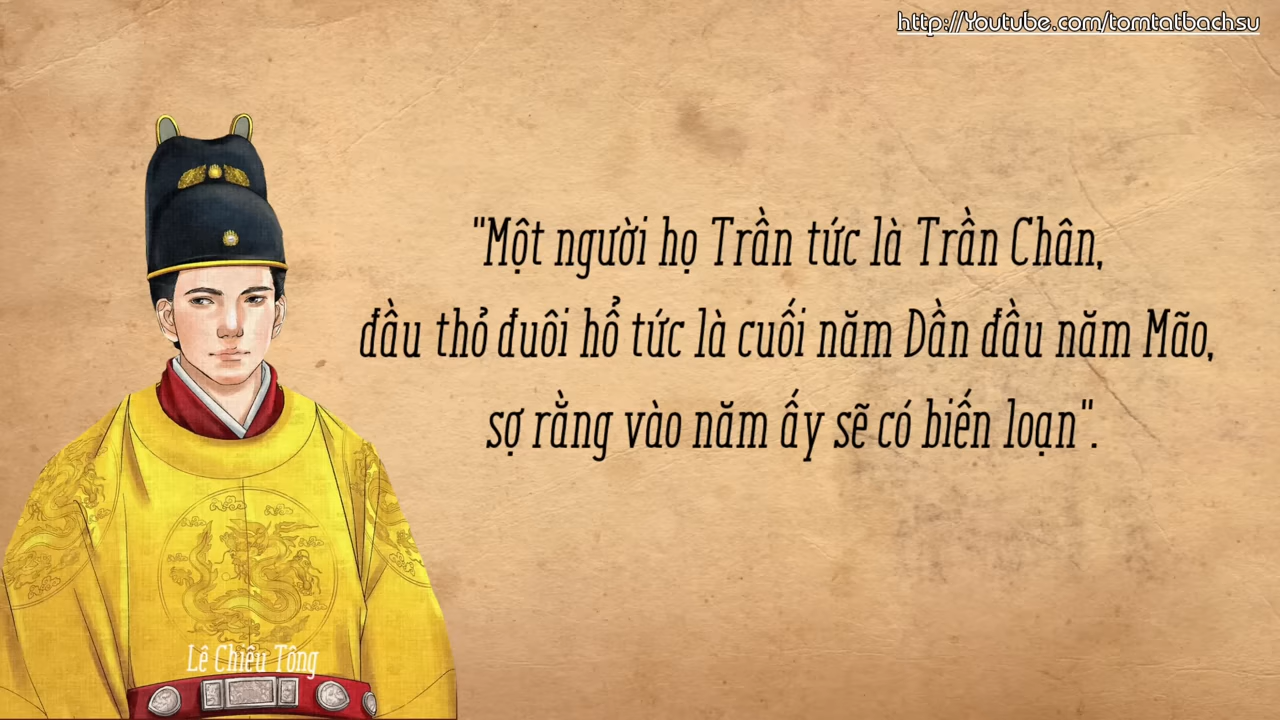 http://Youtube.com/tomtatbachsu
"Một người họ Trần tức là Trần Chân,
đầu thỏ đuôi hổ tức là cuối năm Dần đầu năm Mão,
sợ rằng vào năm ấy sẽ có biến loạn".
Lê Chiêu Tông